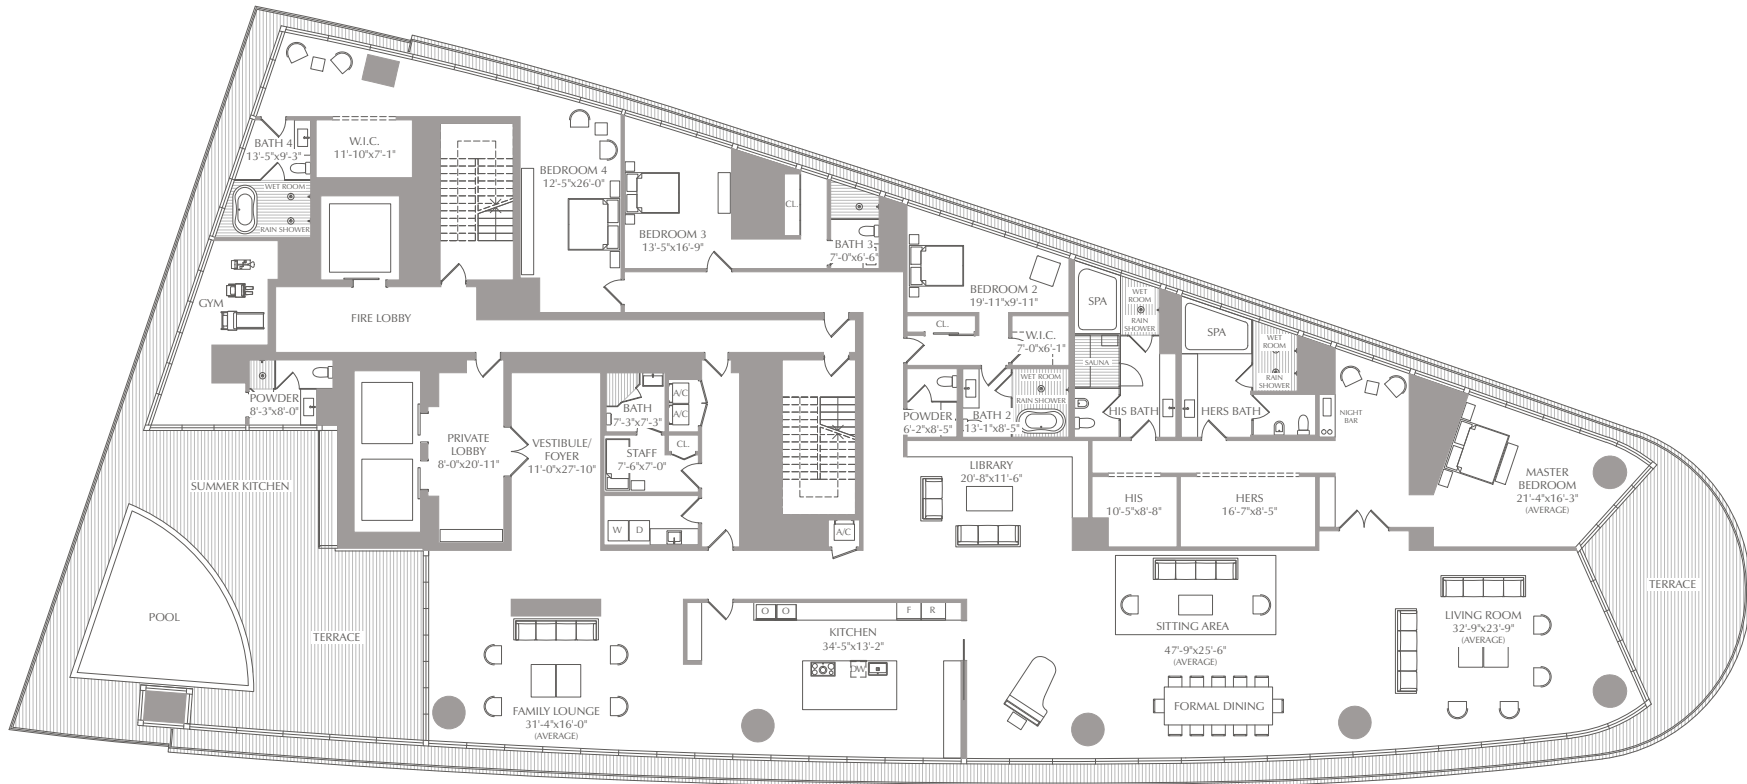 BATH 4
13'-5"x9'-3"
W.I.C.
11'-10"x7'-1"
WET ROOM
RAIN SHOWER
BEDROOM 4
12'-5"x26'-0"
CL.
BEDROOM 3
13'-5"x16'-9"
BATH 3
7'-0"x6'-6"
GYM
FIRE LOBBY
BEDROOM 2
19'-11"x9'-11"
CL.
W.I.C.
7'-0"x6'-1"
SPA
WET
ROOM
RAIN
SHOWER
SPA
WET
ROOM
RAIN
SHOWER
SAUNA
WET ROOM
RAIN SHOWER
POWDER
8'-3"x8'-0"
BATH
7'-3"x7'-3"
A/C
A/C
POWDER
6'-2"x8'-5"
BATH 2
13'-1"x8'-5"
HIS BATH
HERS BATH
NIGHT
BAR
PRIVATE
LOBBY
8'-0"x20'-11"
VESTIBULE/
FOYER
11'-0"x27'-10"
CL.
STAFF
7'-6"x7'-0"
LIBRARY
20'-8"x11'-6"
SUMMER KITCHEN
HIS
10'-5"x8'-8"
HERS
16'-7"x8'-5"
MASTER
BEDROOM
21'-4"x16'-3"
(AVERAGE)
W
D
A/C
TERRACE
POOL
TERRACE
O
O
F
R
KITCHEN
34'-5"x13'-2"
DW
SITTING AREA
47'-9"x25'-6"
(AVERAGE)
LIVING ROOM
32'-9"x23'-9"
(AVERAGE)
FAMILY LOUNGE
31'-4"x16'-0"
(AVERAGE)
FORMAL DINING